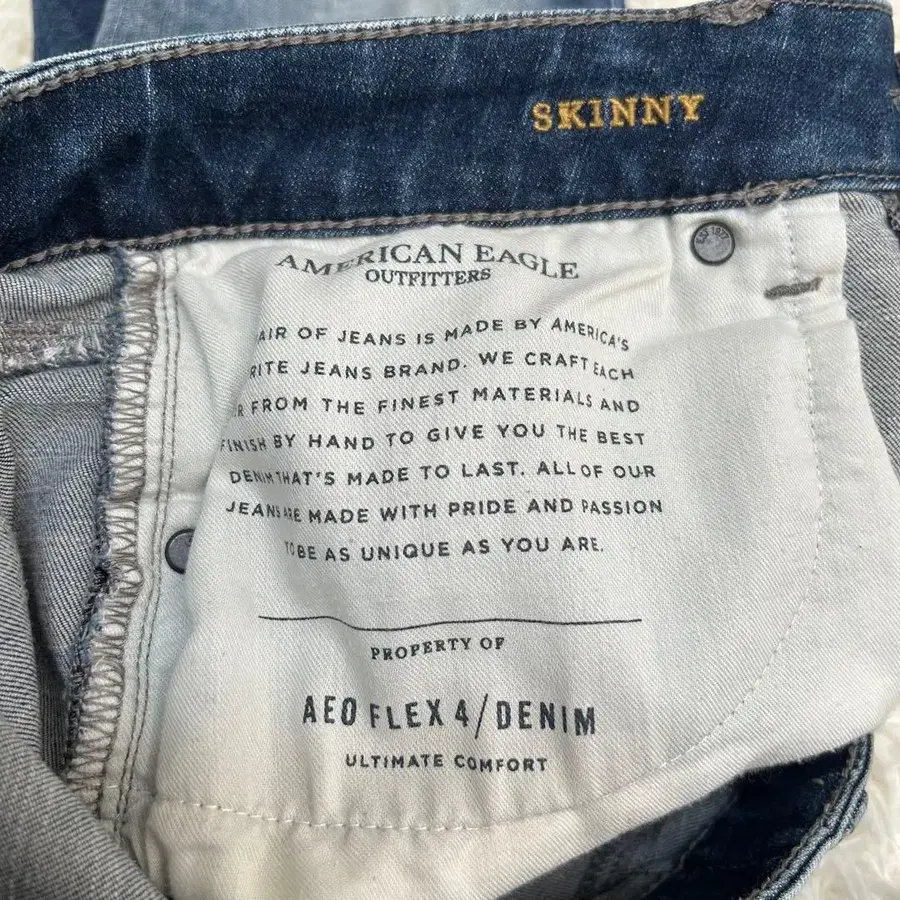 SKINNY
AMERICAN EAGLE
OUTFITTERS
AIR OF JEANS IS MADE BY AMERICA'S
RITE JEANS BRAND. WE CRAFT EACH
R FROM THE FINEST MATERIALS AND
FINISH BY HAND TO GIVE YOU THE BEST
DENIM THAT'S MADE TO LAST. ALL OF OUR
JEANS ARE MADE WITH PRIDE AND PASSION
TO BE AS UNIQUE AS YOU ARE.
PROPERTY OF
AEO FLEX 4/DENIM
ULTIMATE COMFORT